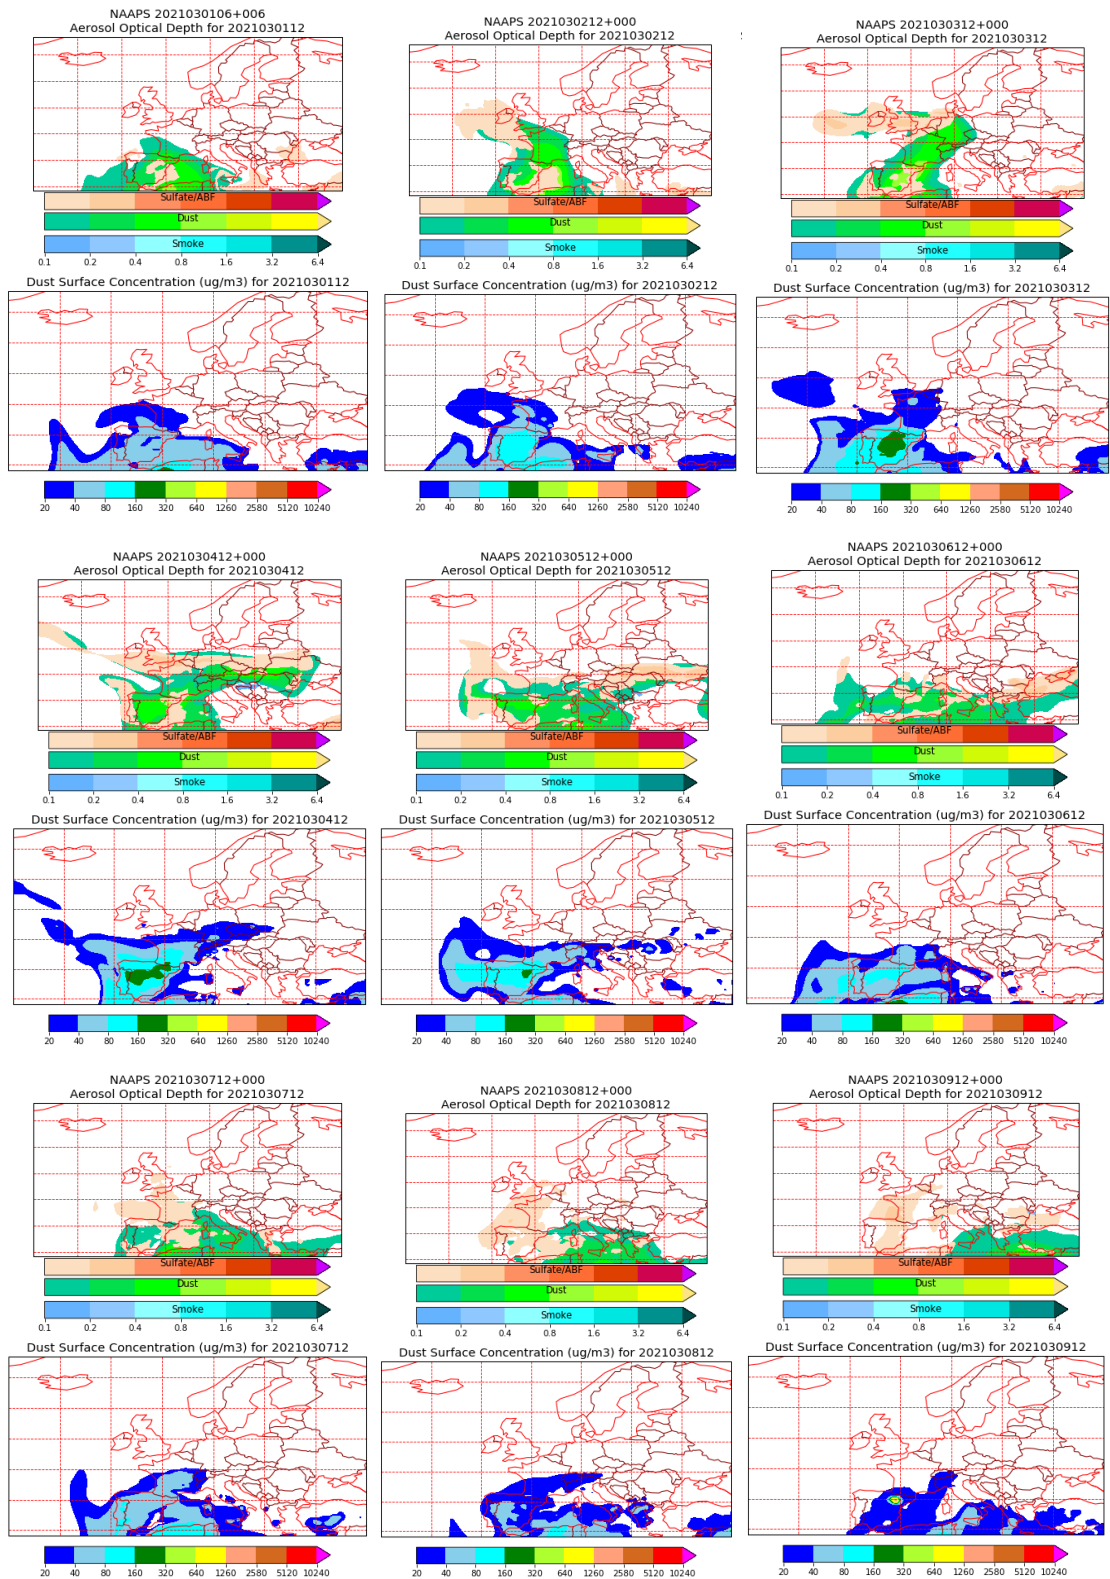 NAAPS 2021030106+006
Aerosol Optical Depth for 2021030112
NAAPS 2021030212+000
Aerosol Optical Depth for 2021030212
NAAPS 2021030312+000
Aerosol Optical Depth for 2021030312
Sulfate/ABF
Dust
Smoke
0.1 0.2 0.4 0.8 1.6 3.2 6.4
Sulfate/ABF
Dust
Smoke
0.1 0.2 0.4 0.8 1.6 3.2 6.4
Sulfate/ABF
Dust
Smoke
0.1 0.2 0.4 0.8 1.6 3.2 6.4
Dust Surface Concentration (ug/m3) for 2021030112
20 40 80 160 320 640 1260 2580 5120 10240
Dust Surface Concentration (ug/m3) for 2021030212
20 40 80 160 320 640 1260 2580 5120 10240
Dust Surface Concentration (ug/m3) for 2021030312
20 40 80 160 320 640 1260 2580 5120 10240
NAAPS 2021030412+000
Aerosol Optical Depth for 2021030412
NAAPS 2021030512+000
Aerosol Optical Depth for 2021030512
NAAPS 2021030612+000
Aerosol Optical Depth for 2021030612
Sulfate/ABF
Dust
Smoke
0.1 0.2 0.4 0.8 1.6 3.2 6.4
Sulfate/ABF
Dust
Smoke
0.1 0.2 0.4 0.8 1.6 3.2 6.4
Sulfate/ABF
Dust
Smoke
0.1 0.2 0.4 0.8 1.6 3.2 6.4
Dust Surface Concentration (ug/m3) for 2021030412
20 40 80 160 320 640 1260 2580 5120 10240
Dust Surface Concentration (ug/m3) for 2021030512
20 40 80 160 320 640 1260 2580 5120 10240
Dust Surface Concentration (ug/m3) for 2021030612
20 40 80 160 320 640 1260 2580 5120 10240
NAAPS 2021030712+000
Aerosol Optical Depth for 2021030712
NAAPS 2021030812+000
Aerosol Optical Depth for 2021030812
NAAPS 2021030912+000
Aerosol Optical Depth for 2021030912
Sulfate/ABF
Dust
Smoke
0.1 0.2 0.4 0.8 1.6 3.2 6.4
Sulfate/ABF
Dust
Smoke
0.1 0.2 0.4 0.8 1.6 3.2 6.4
Sulfate/ABF
Dust
Smoke
0.1 0.2 0.4 0.8 1.6 3.2 6.4
Dust Surface Concentration (ug/m3) for 2021030712
20 40 80 160 320 640 1260 2580 5120 10240
Dust Surface Concentration (ug/m3) for 2021030812
20 40 80 160 320 640 1260 2580 5120 10240
Dust Surface Concentration (ug/m3) for 2021030912
20 40 80 160 320 640 1260 2580 5120 10240